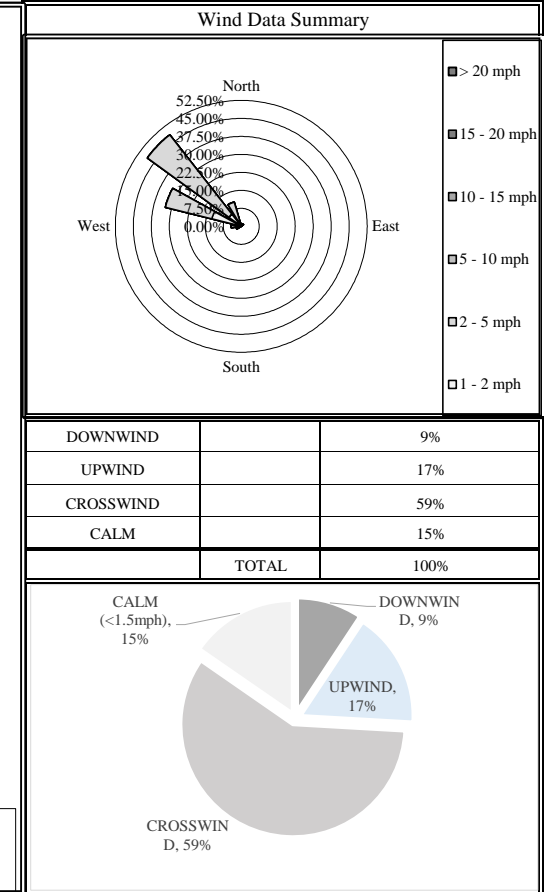 Wind Data Summary
North
52.50%
45.00%
37.50%
30.00%
22.50%
15.00%
7.50%
0.00%
West
East
South
> 20 mph
15 - 20 mph
10 - 15 mph
5 - 10 mph
2 - 5 mph
1 - 2 mph
DOWNWIND 9%
UPWIND 17%
CROSSWIND 59%
CALM 15%
TOTAL 100%
CALM
(<1.5mph),
15%
DOWNWIN
D, 9%
UPWIND,
17%
CROSSWIN
D, 59%